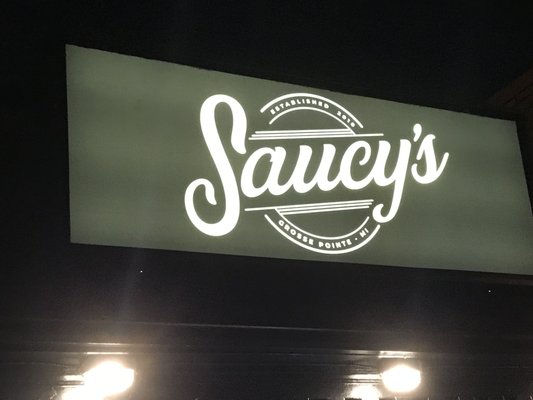 ESTABLISHED 2018
Saucy's
GROSSE POINTE • MI